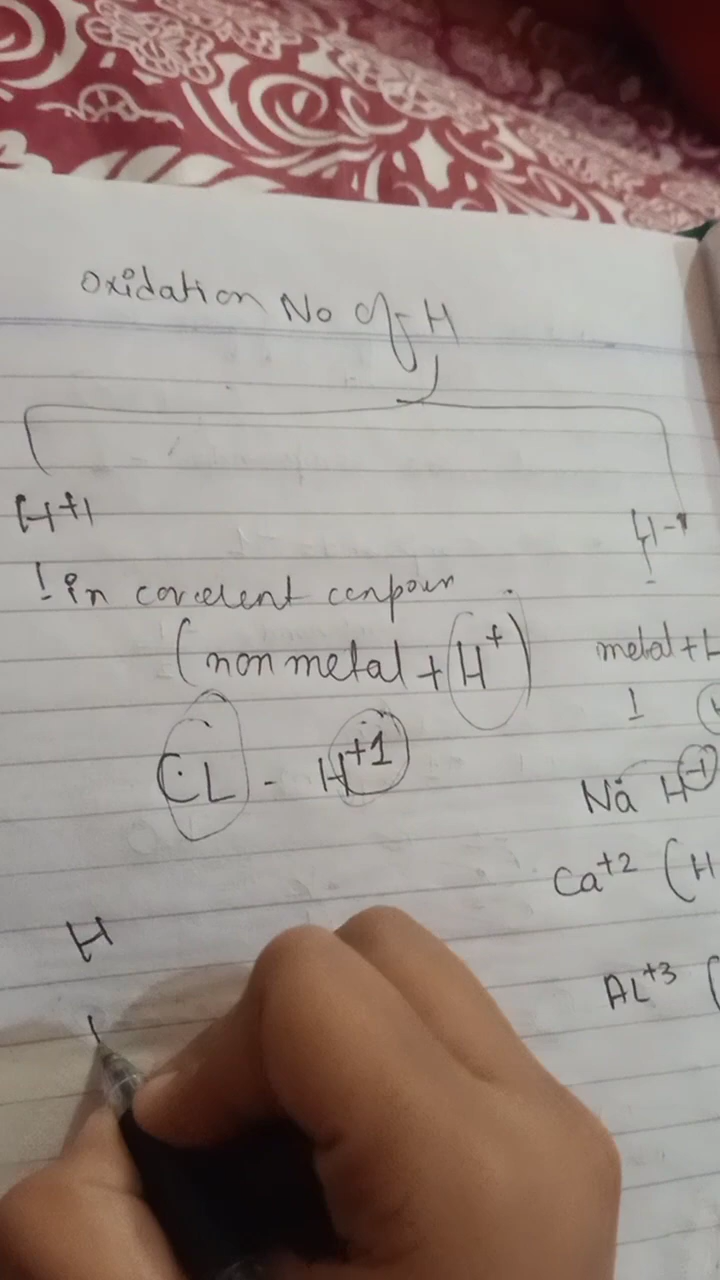 Oxidation No of H
H+1
H-1
! in covelent conpoun
(non metal + H+)
metal + H
CL - H+1
Na H-1
Ca+2 (H
H
AL+3 (